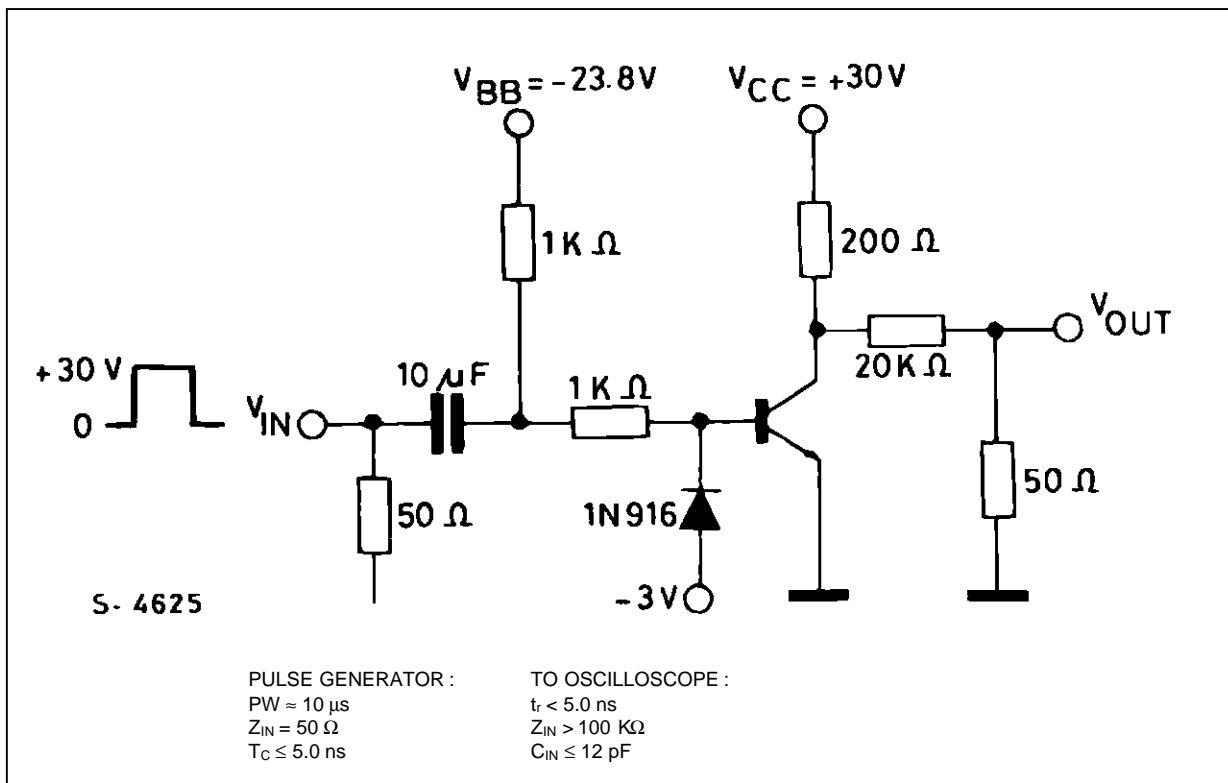 V_BB = -23.8V
V_CC = +30V
1K Ω
200 Ω
V_OUT
20KΩ
+30 V
0
V_IN
10 μF
1K Ω
50 Ω
1N916
50 Ω
-3V
S- 4625
PULSE GENERATOR :
PW ≈ 10 μs
Z_IN = 50 Ω
T_C ≤ 5.0 ns
TO OSCILLOSCOPE :
t_r < 5.0 ns
Z_IN > 100 KΩ
C_IN ≤ 12 pF